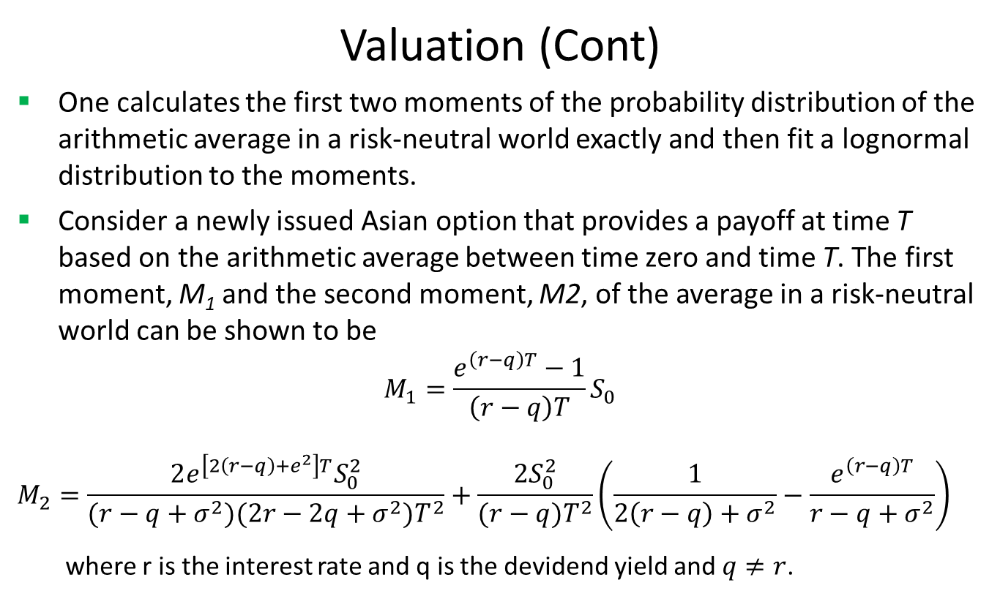 Valuation (Cont)
▪ One calculates the first two moments of the probability distribution of the
arithmetic average in a risk-neutral world exactly and then fit a lognormal
distribution to the moments.
▪ Consider a newly issued Asian option that provides a payoff at time T
based on the arithmetic average between time zero and time T. The first
moment, M_1 and the second moment, M2, of the average in a risk-neutral
world can be shown to be
M_1 = \frac{e^{(r-q)T} - 1}{(r - q)T} S_0
M_2 = \frac{2e^{[2(r-q)+e^2]T} S_0^2}{(r - q + σ^2)(2r - 2q + σ^2)T^2} + \frac{2S_0^2}{(r - q)T^2} \left( \frac{1}{2(r - q) + σ^2} - \frac{e^{(r-q)T}}{r - q + σ^2} \right)
where r is the interest rate and q is the devidend yield and q ≠ r.